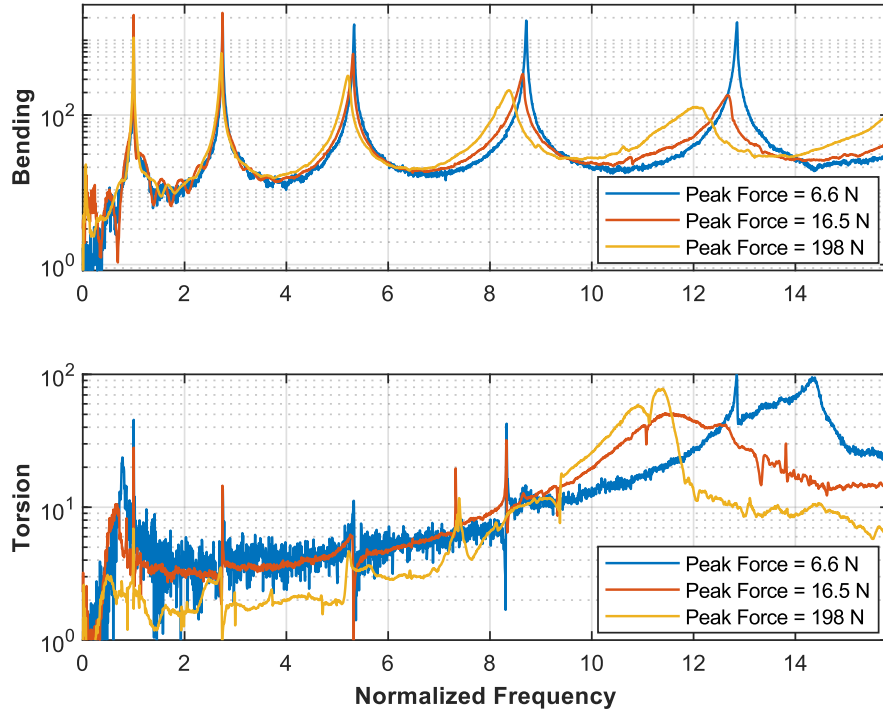 Bending
10^2
10^0
0 2 4 6 8 10 12 14
Peak Force = 6.6 N
Peak Force = 16.5 N
Peak Force = 198 N
Torsion
10^2
10^1
10^0
0 2 4 6 8 10 12 14
Peak Force = 6.6 N
Peak Force = 16.5 N
Peak Force = 198 N
Normalized Frequency